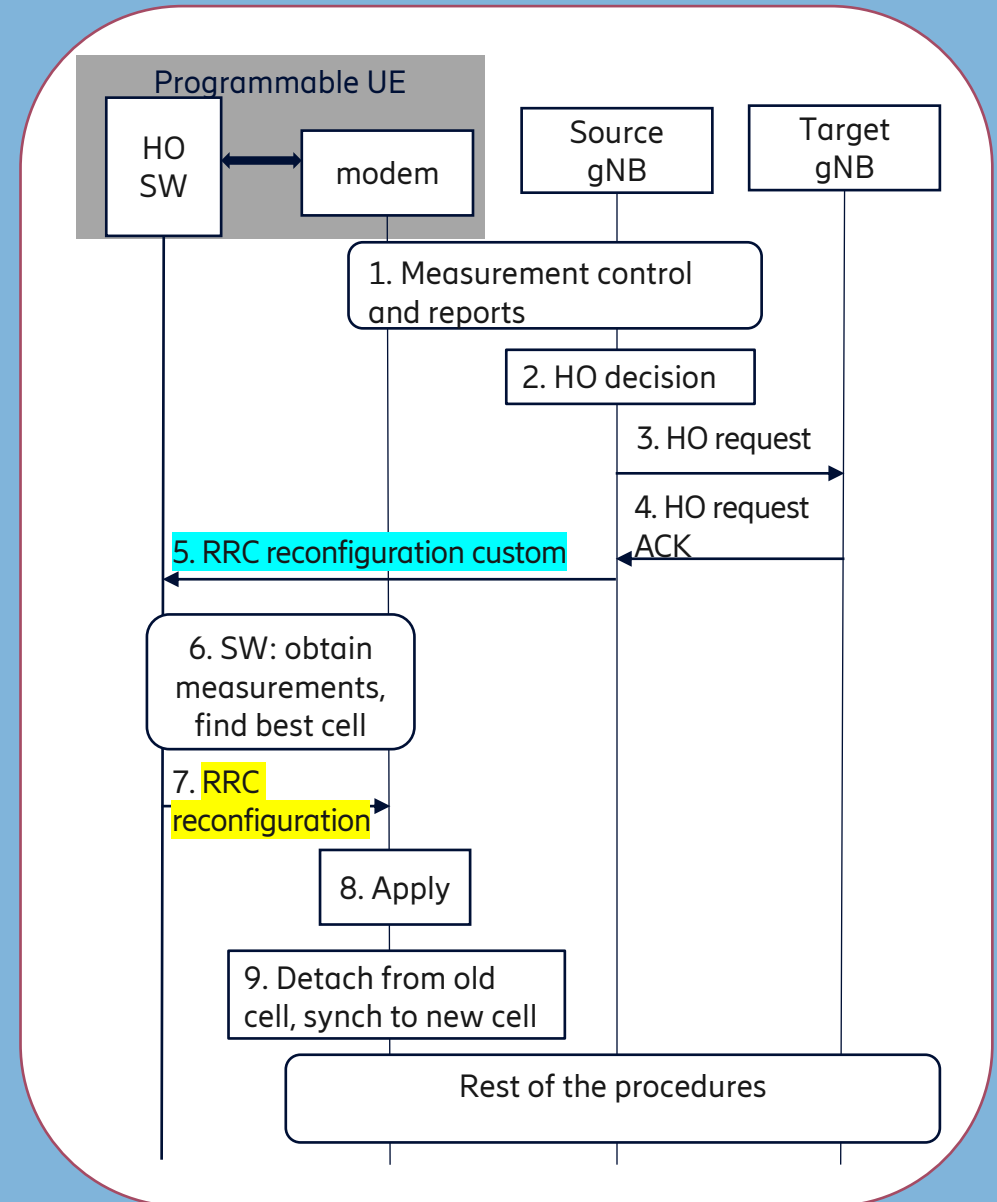 Programmable UE
HO
SW
modem
Source
gNB
Target
gNB
1. Measurement control
and reports
2. HO decision
3. HO request
4. HO request
ACK
5. RRC reconfiguration custom
6. SW: obtain
measurements,
find best cell
7. RRC
reconfiguration
8. Apply
9. Detach from old
cell, synch to new cell
Rest of the procedures